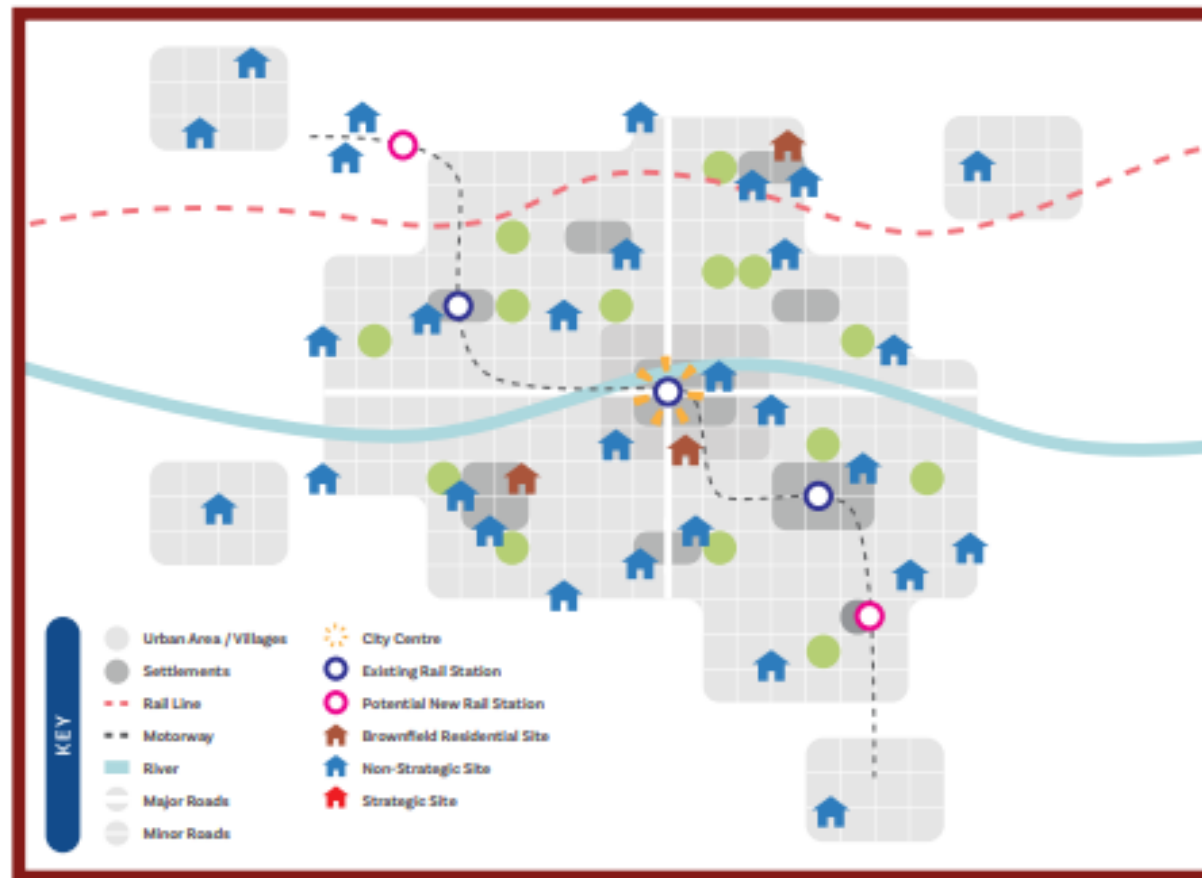 KEY
Urban Area / Villages
Settlements
Rail Line
Motorway
River
Major Roads
Minor Roads
City Centre
Existing Rail Station
Potential New Rail Station
Brownfield Residential Site
Non-Strategic Site
Strategic Site